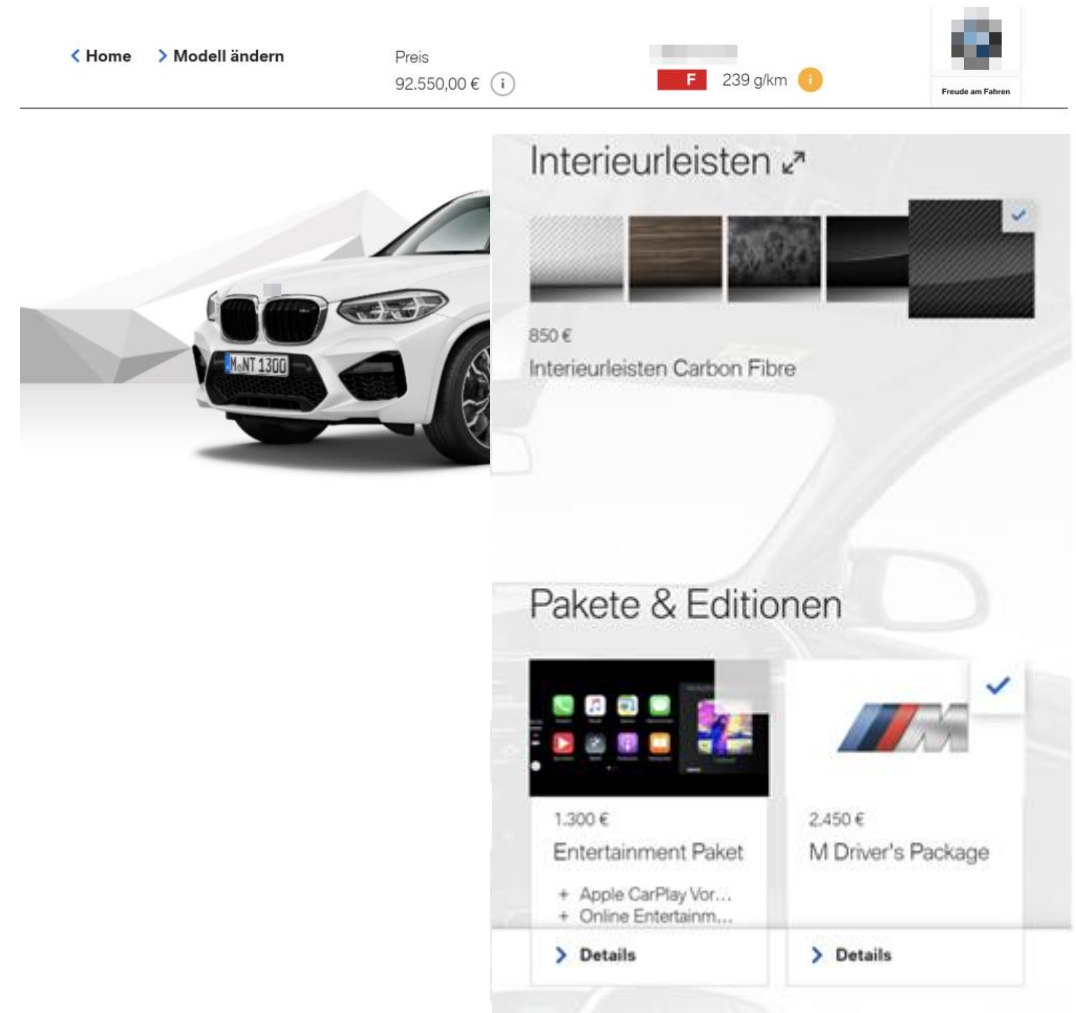 Home
Modell ändern
Preis
92.550,00 €
F
239 g/km
Freude am Fahren
M NT 1300
Interieurleisten
850 €
Interieurleisten Carbon Fibre
Pakete & Editionen
1.300 €
Entertainment Paket
+ Apple CarPlay Vor...
+ Online Entertainm...
Details
M
2.450 €
M Driver's Package
Details